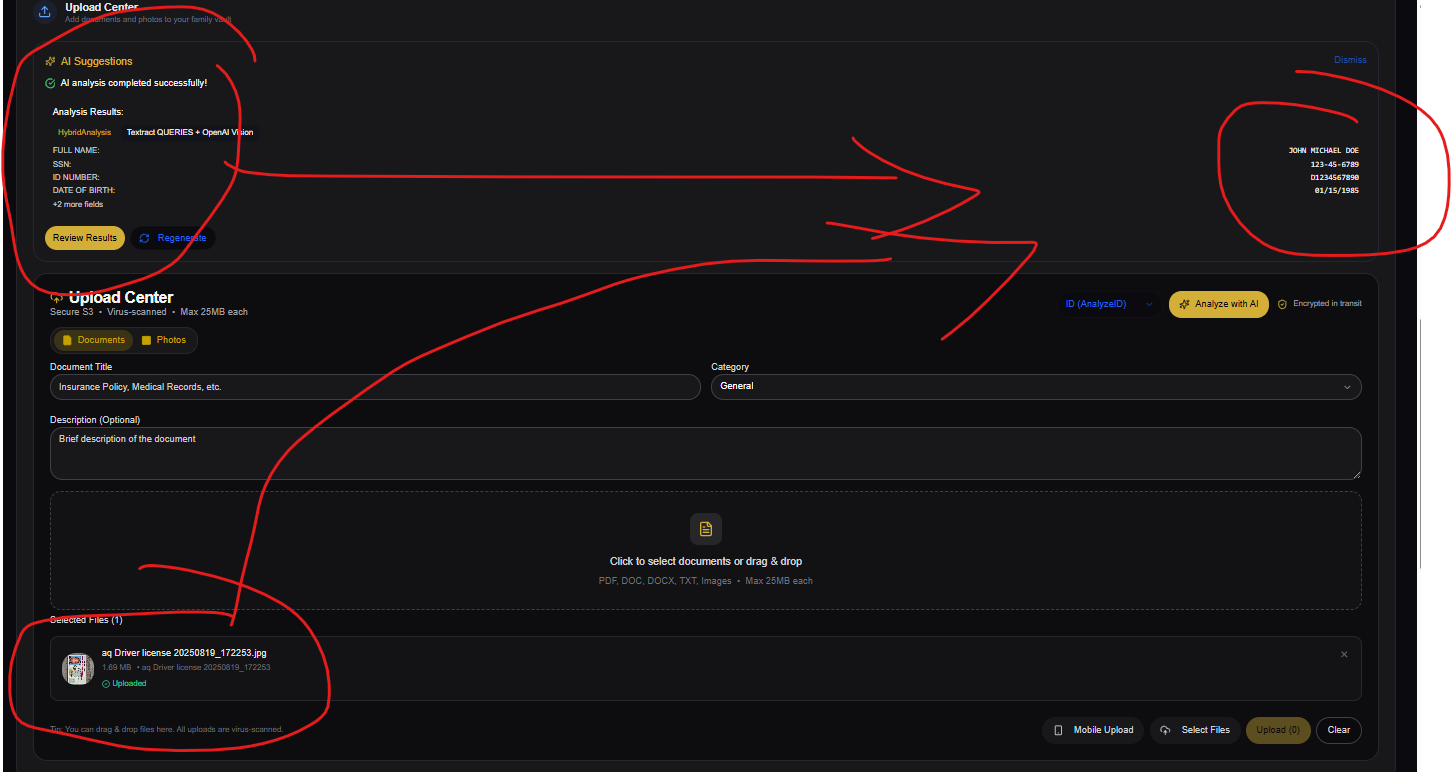 Upload Center
Add documents and photos to your family vault
AI Suggestions
Dismiss
AI analysis completed successfully!
Analysis Results:
HybridAnalysis Textract QUERIES + OpenAI Vision
FULL NAME: JOHN MICHAEL DOE
SSN: 123-45-6789
ID NUMBER: D1234567890
DATE OF BIRTH: 01/15/1985
+2 more fields
Review Results Regenerate
Upload Center
Secure S3 • Virus-scanned • Max 25MB each
ID (AnalyzeID) Analyze with AI Encrypted in transit
Documents Photos
Document Title Category
Insurance Policy, Medical Records, etc. General
Description (Optional)
Brief description of the document
Click to select documents or drag & drop
PDF, DOC, DOCX, TXT, Images • Max 25MB each
Selected Files (1)
aq Driver license 20250819_172253.jpg
1.69 MB • aq Driver license 20250819_172253
Uploaded
Tip: You can drag & drop files here. All uploads are virus-scanned.
Mobile Upload Select Files Upload (0) Clear